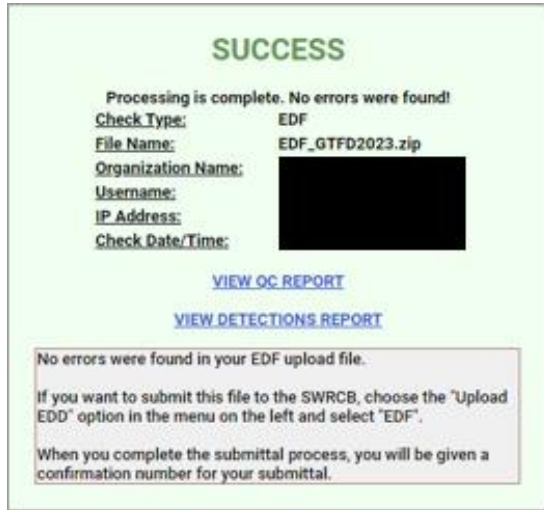 SUCCESS
Processing is complete. No errors were found!
Check Type: EDF
File Name: EDF_GTFD2023.zip
Organization Name:
Username:
IP Address:
Check Date/Time:
VIEW QC REPORT
VIEW DETECTIONS REPORT
No errors were found in your EDF upload file.
If you want to submit this file to the SWRCB, choose the "Upload
EDD" option in the menu on the left and select "EDF".
When you complete the submittal process, you will be given a
confirmation number for your submittal.